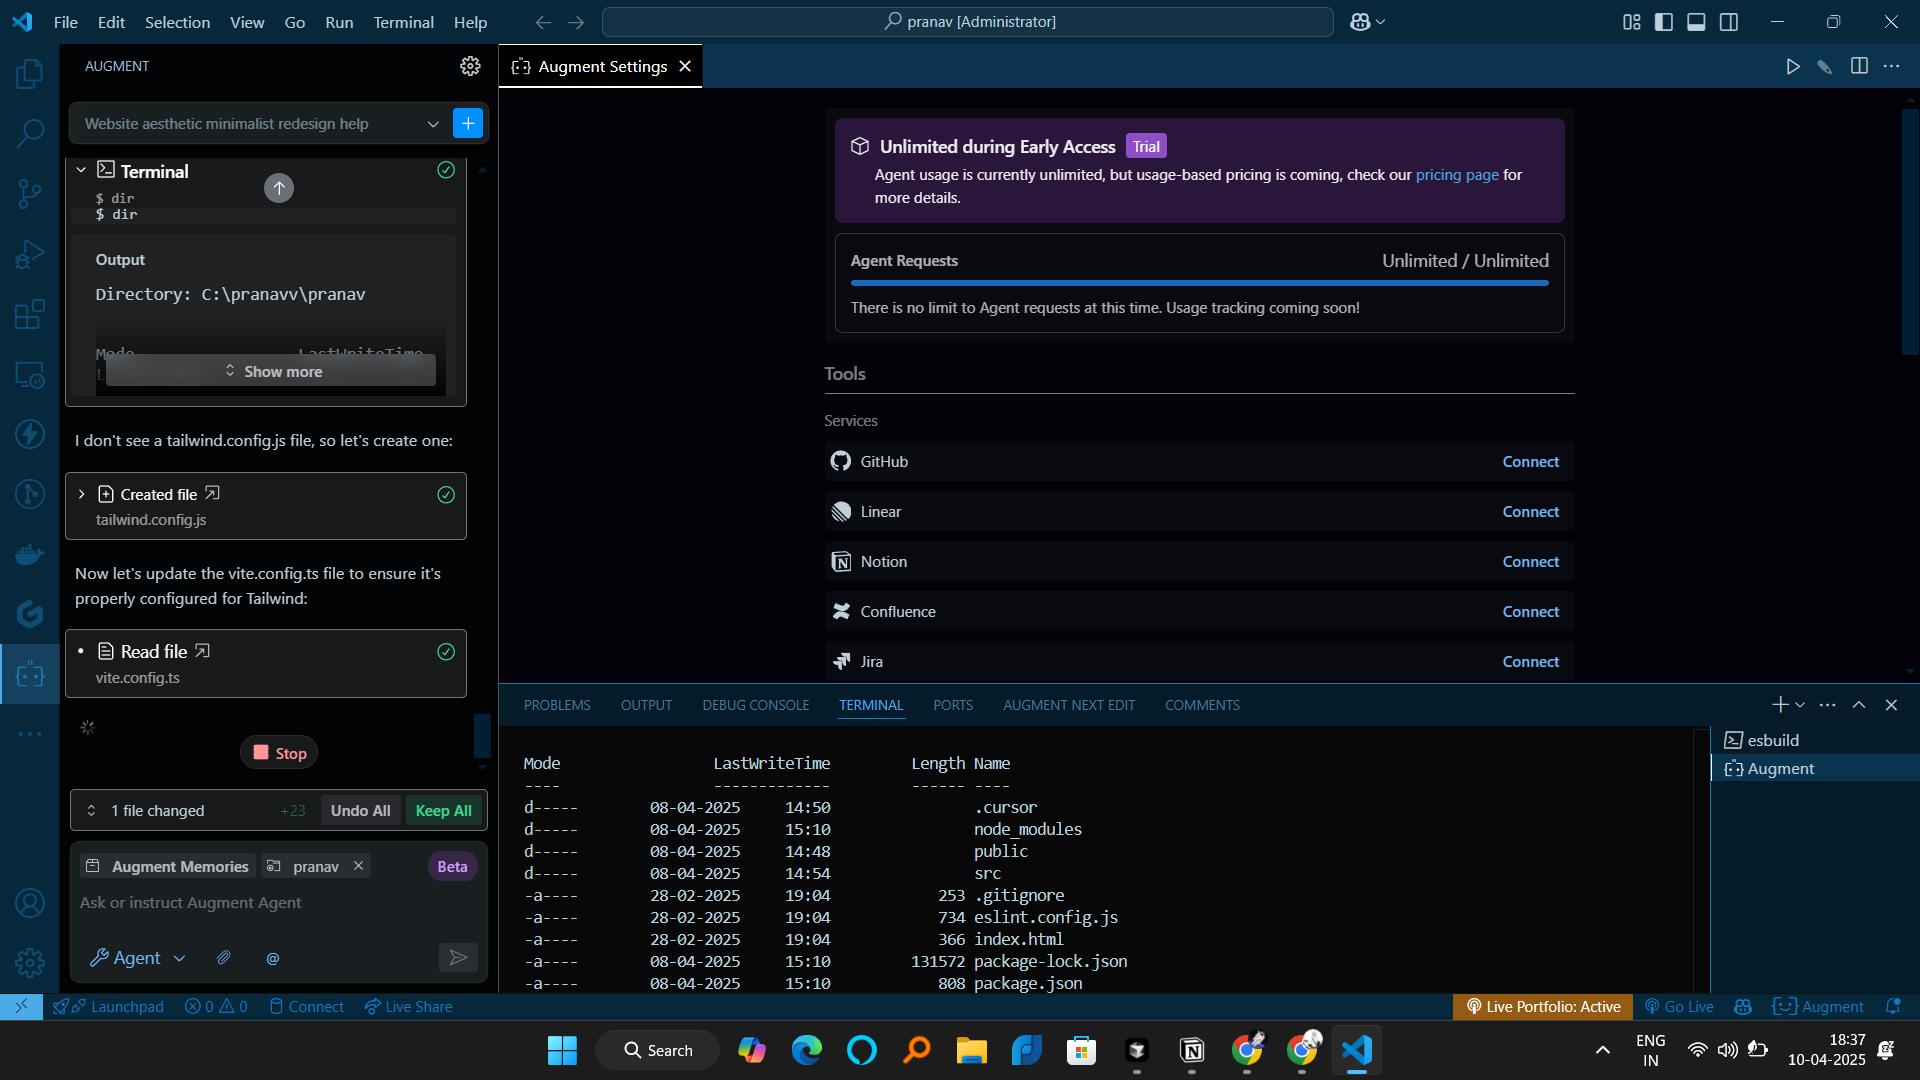 File Edit Selection View Go Run Terminal Help
pranav [Administrator]
AUGMENT
Website aesthetic minimalist redesign help
Terminal
$ dir
$ dir
Output
Directory: C:\pranavv\pranav
Mode LastWriteTime
Show more
I don't see a tailwind.config.js file, so let's create one:
Created file
tailwind.config.js
Now let's update the vite.config.ts file to ensure it's
properly configured for Tailwind:
Read file
vite.config.ts
Stop
1 file changed +23 Undo All Keep All
Augment Memories pranav Beta
Ask or instruct Augment Agent
Agent @
Augment Settings
Unlimited during Early Access Trial
Agent usage is currently unlimited, but usage-based pricing is coming, check our pricing page for
more details.
Agent Requests Unlimited / Unlimited
There is no limit to Agent requests at this time. Usage tracking coming soon!
Tools
Services
GitHub Connect
Linear Connect
Notion Connect
Confluence Connect
Jira Connect
PROBLEMS OUTPUT DEBUG CONSOLE TERMINAL PORTS AUGMENT NEXT EDIT COMMENTS
Mode LastWriteTime Length Name
---- ------------- ------ ----
d----- 08-04-2025 14:50 .cursor
d----- 08-04-2025 15:10 node_modules
d----- 08-04-2025 14:48 public
d----- 08-04-2025 14:54 src
-a---- 28-02-2025 19:04 253 .gitignore
-a---- 28-02-2025 19:04 734 eslint.config.js
-a---- 28-02-2025 19:04 366 index.html
-a---- 08-04-2025 15:10 131572 package-lock.json
-a---- 08-04-2025 15:10 808 package.json
esbuild
Augment
Launchpad 0 0 Connect Live Share
Live Portfolio: Active Go Live Augment
Search
ENG
IN
18:37
10-04-2025